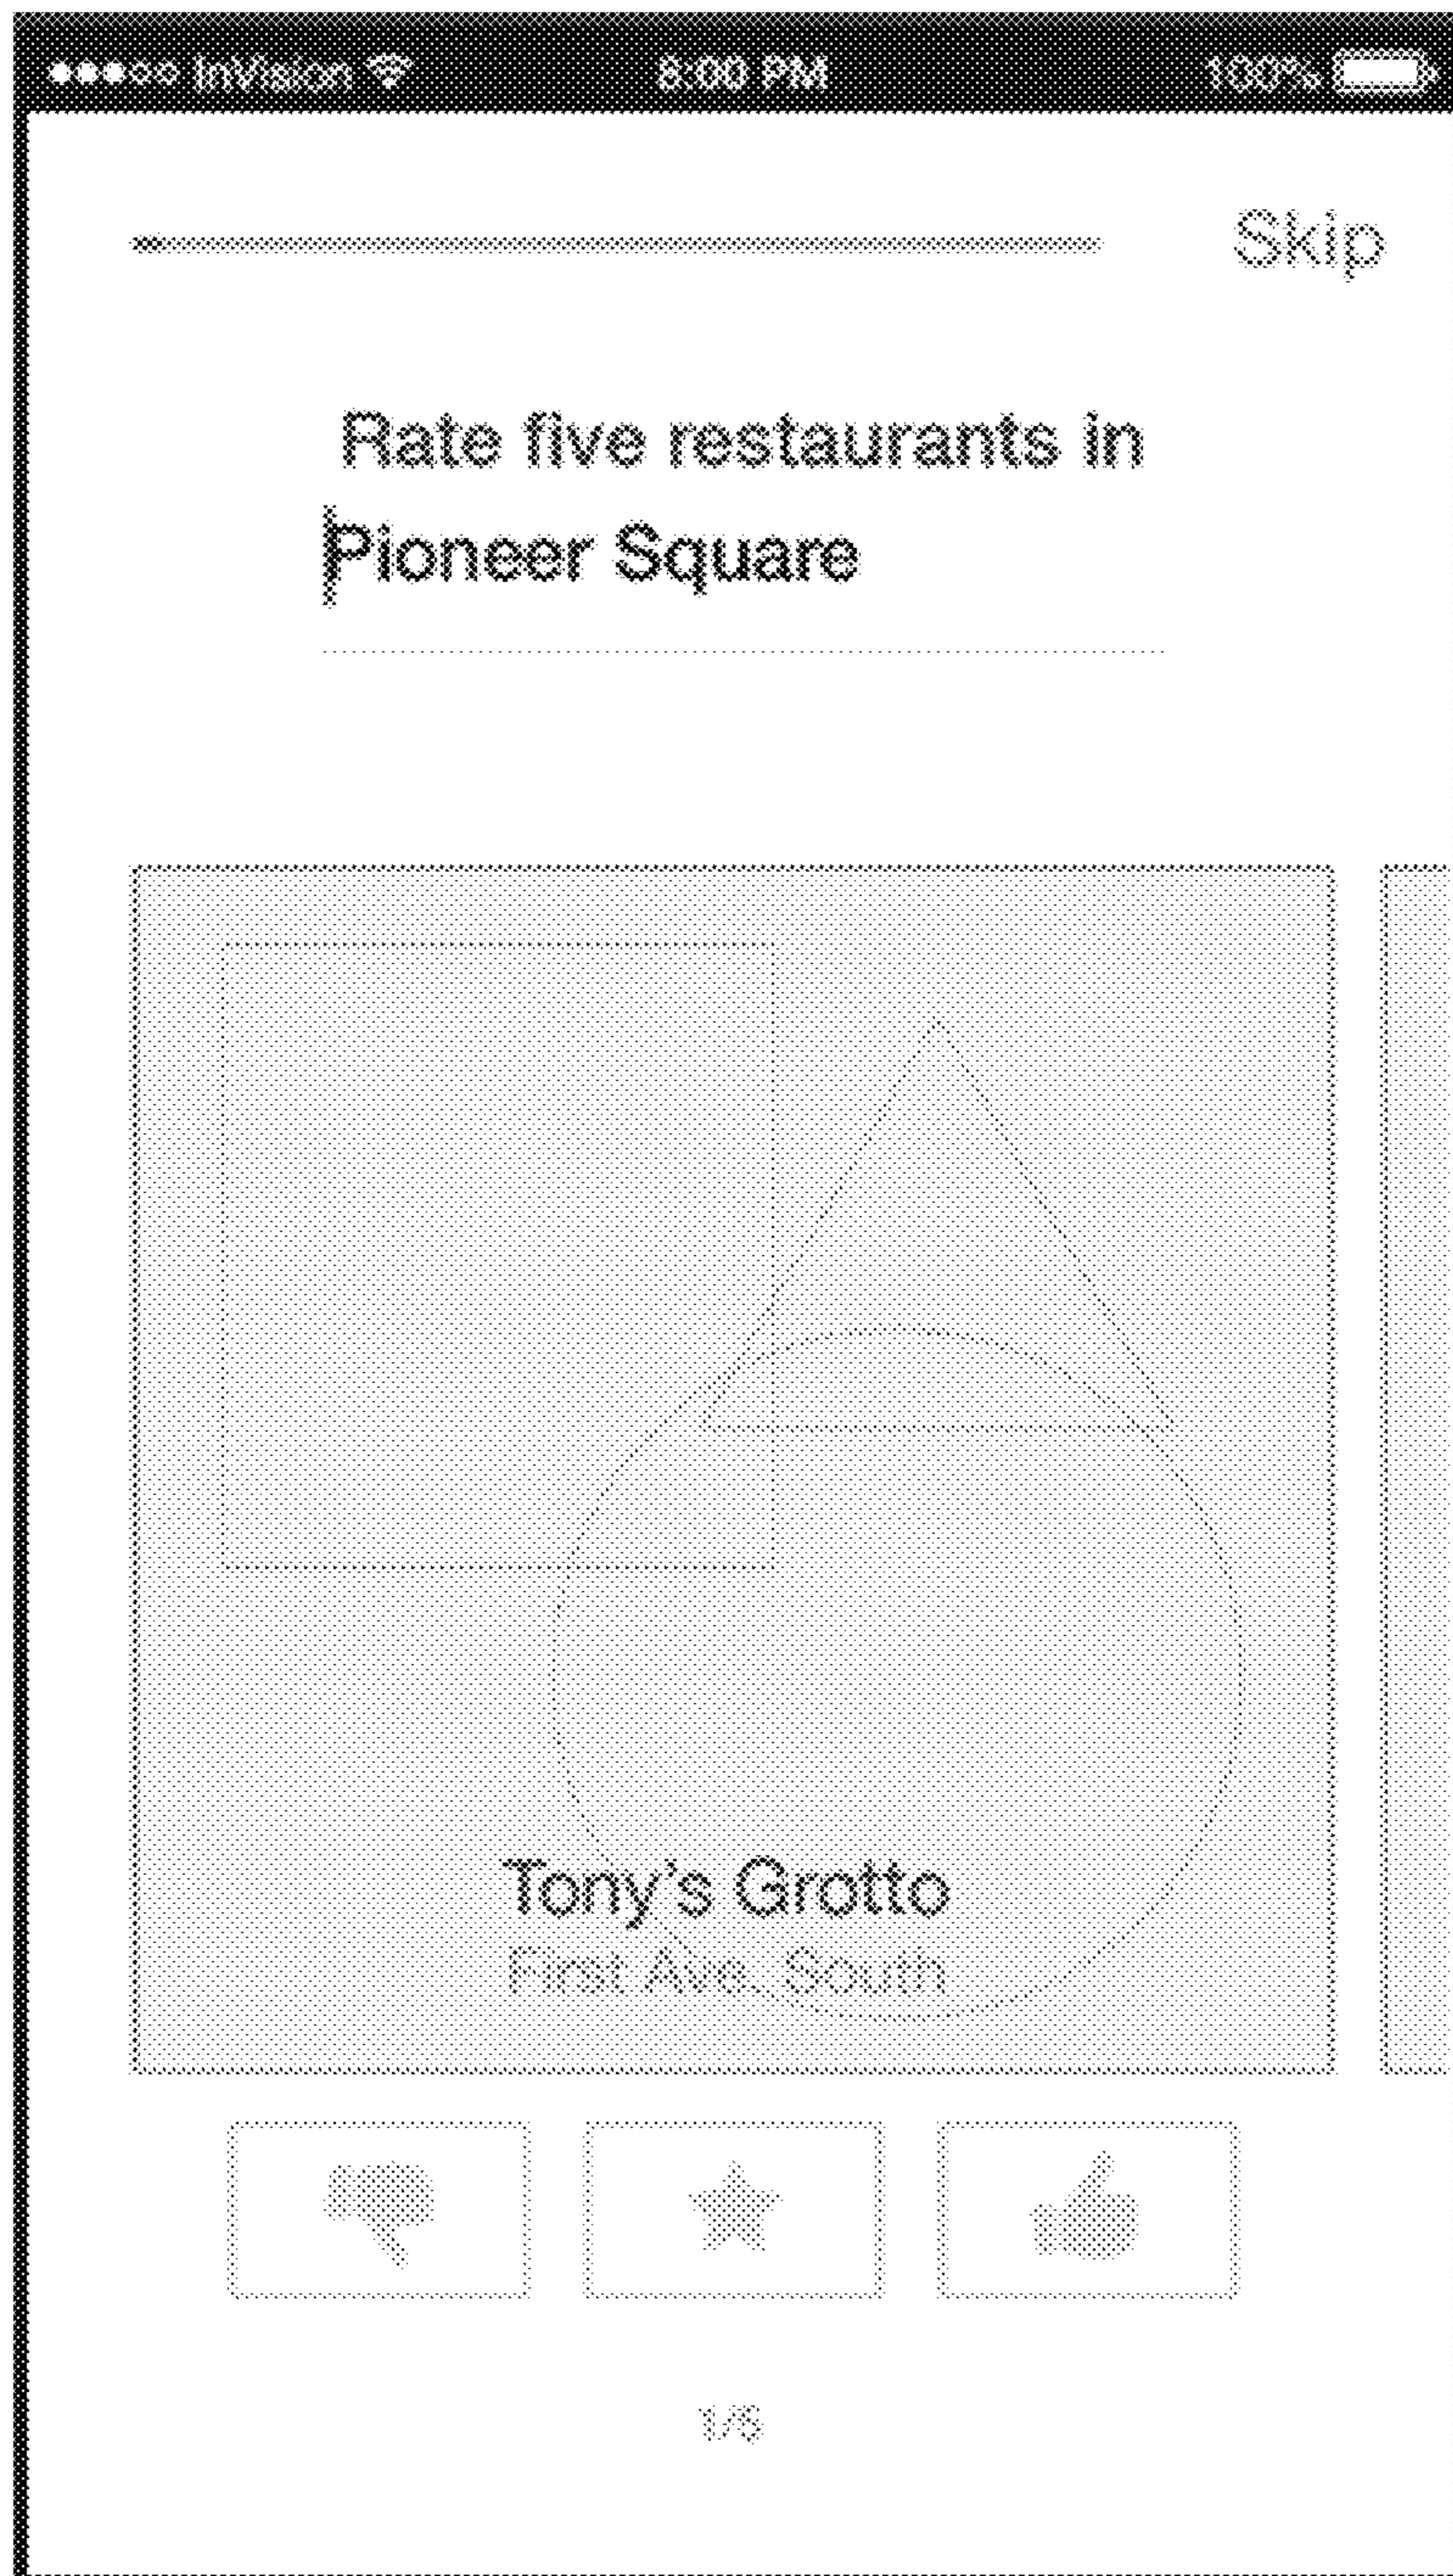 InVision 8:00 PM 100%
Skip
Rate five restaurants in
Pioneer Square
Tony's Grotto
First Ave. South
1/5